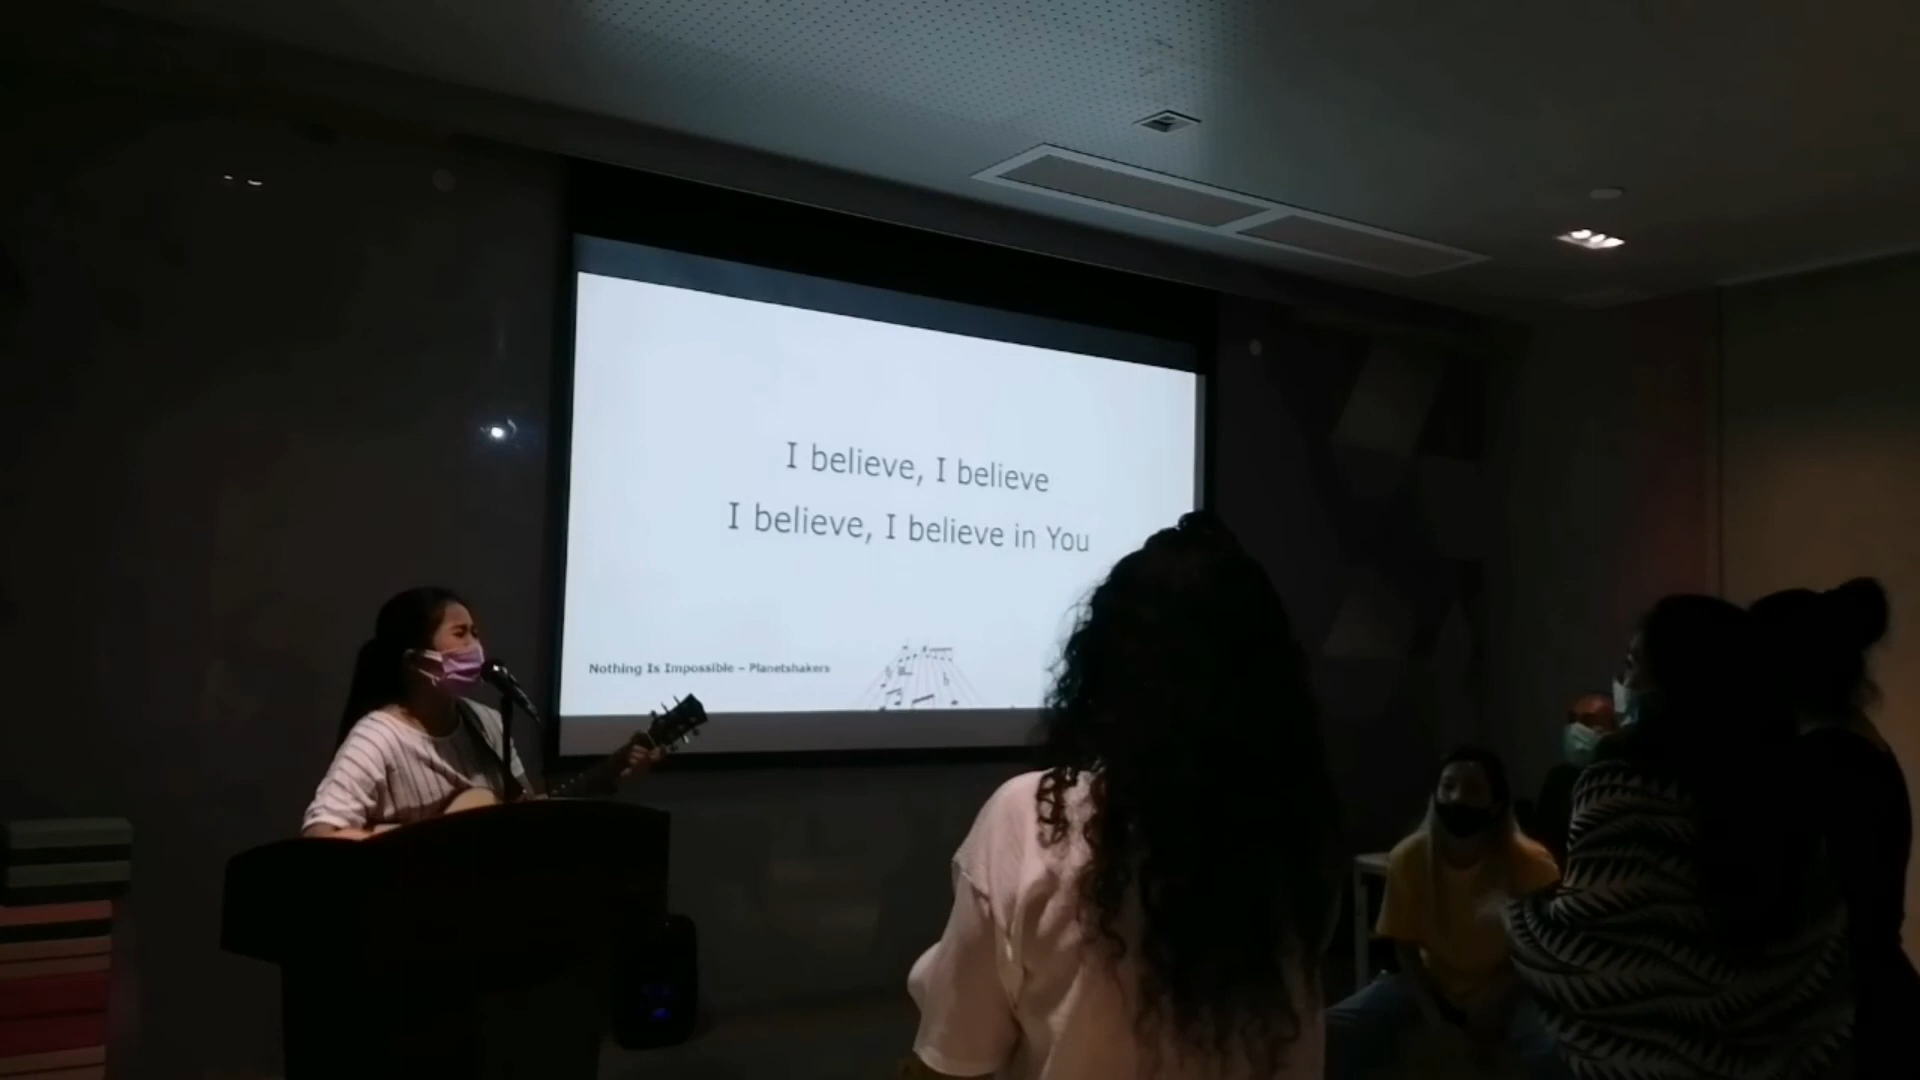 I believe, I believe
I believe, I believe in You
Nothing Is Impossible – Planetshakers